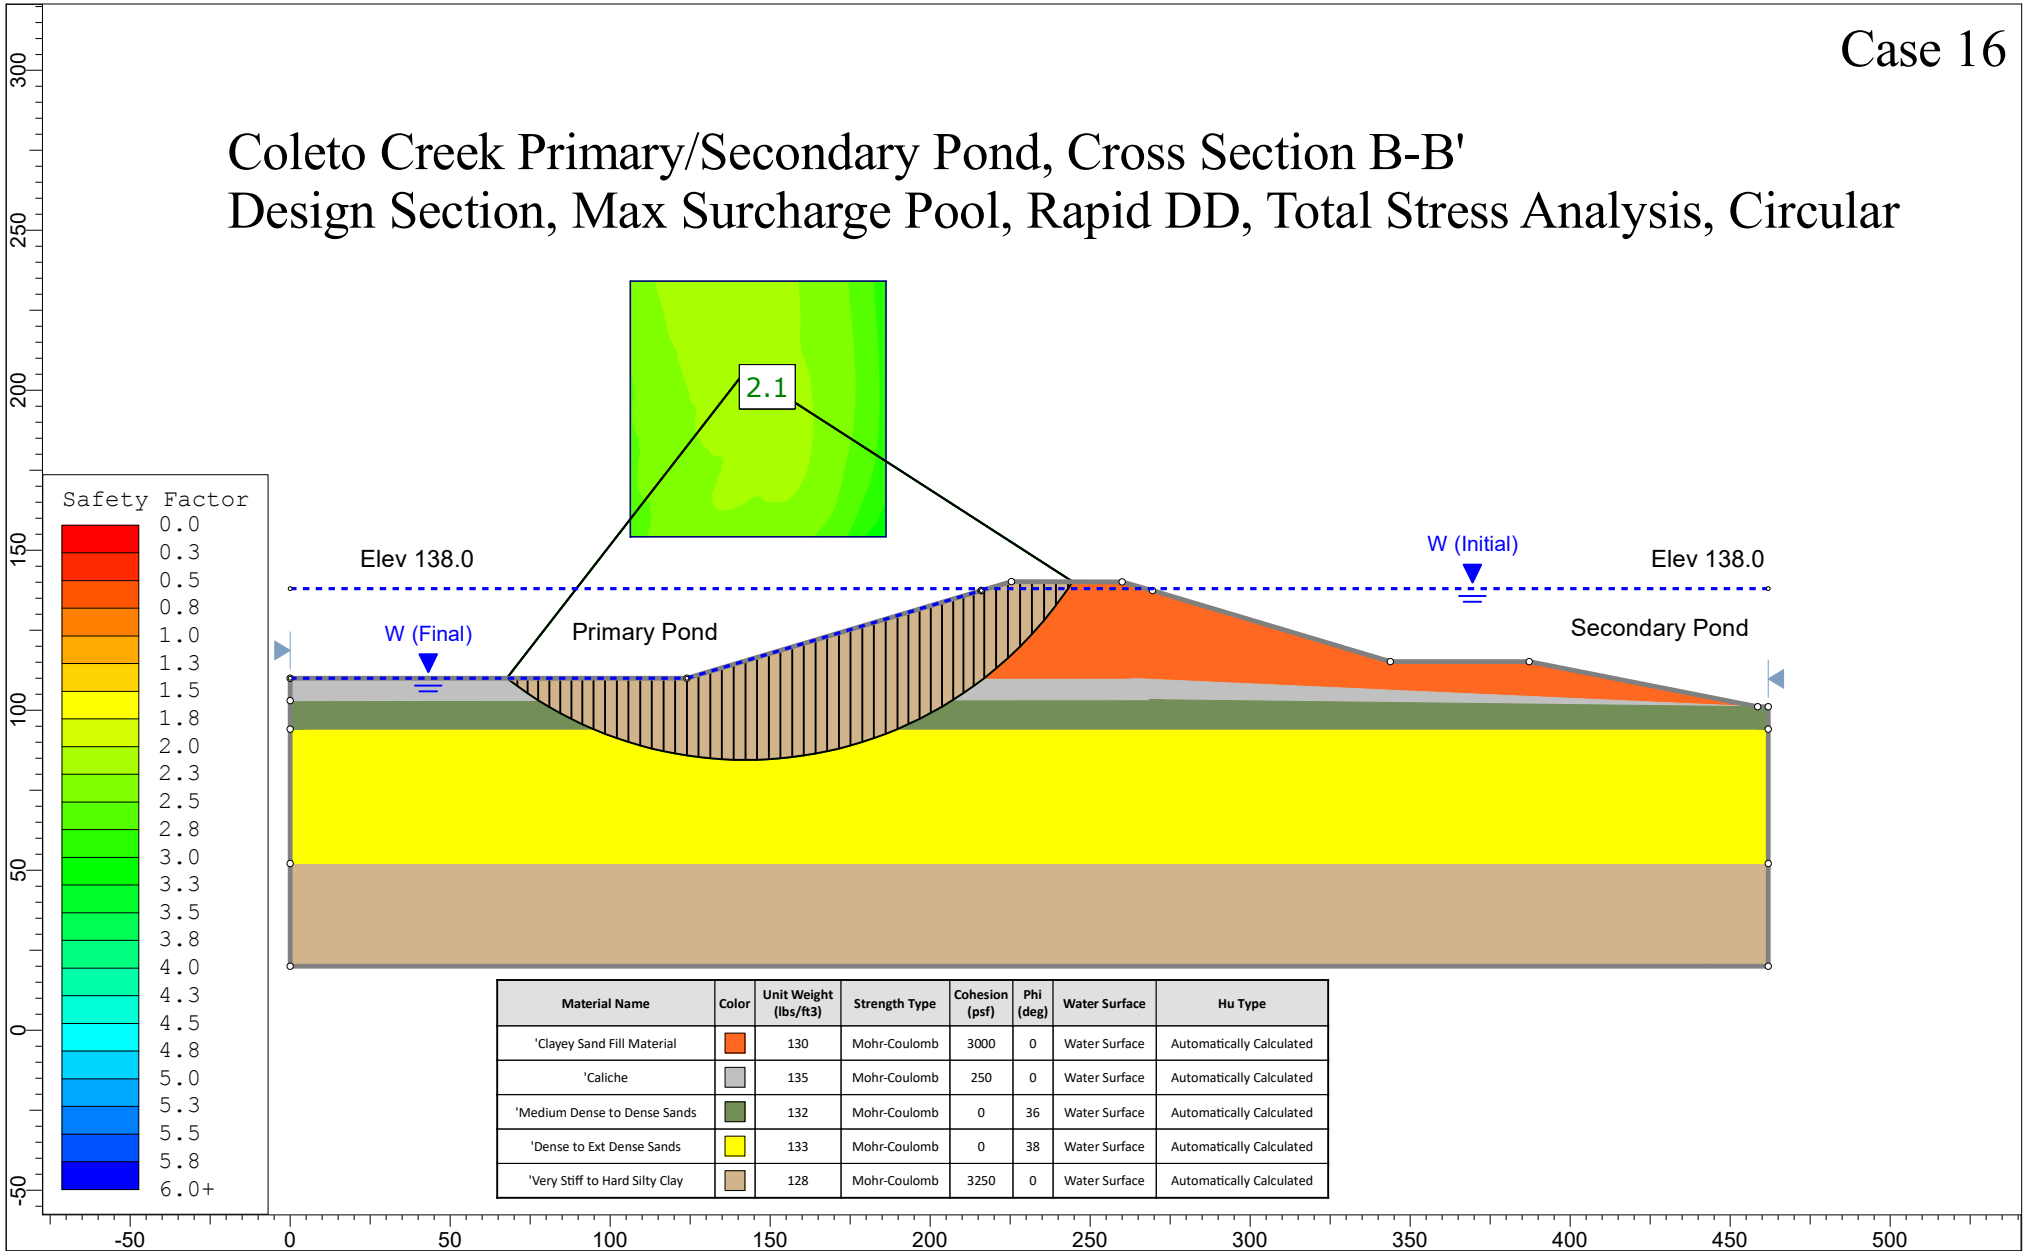 Case 16
Coleto Creek Primary/Secondary Pond, Cross Section B-B'
Design Section, Max Surcharge Pool, Rapid DD, Total Stress Analysis, Circular
300
250
200
150
100
50
0
-50
2.1
Safety Factor
0.0
0.3
0.5
0.8
1.0
1.3
1.5
1.8
2.0
2.3
2.5
2.8
3.0
3.3
3.5
3.8
4.0
4.3
4.5
4.8
5.0
5.3
5.5
5.8
6.0+
Elev 138.0
W (Initial)
Elev 138.0
W (Final)
Primary Pond
Secondary Pond
Material Name Color Unit Weight (lbs/ft3) Strength Type Cohesion (psf) Phi (deg) Water Surface Hu Type
'Clayey Sand Fill Material 130 Mohr-Coulomb 3000 0 Water Surface Automatically Calculated
'Caliche 135 Mohr-Coulomb 250 0 Water Surface Automatically Calculated
'Medium Dense to Dense Sands 132 Mohr-Coulomb 0 36 Water Surface Automatically Calculated
'Dense to Ext Dense Sands 133 Mohr-Coulomb 0 38 Water Surface Automatically Calculated
'Very Stiff to Hard Silty Clay 128 Mohr-Coulomb 3250 0 Water Surface Automatically Calculated
-50 0 50 100 150 200 250 300 350 400 450 500